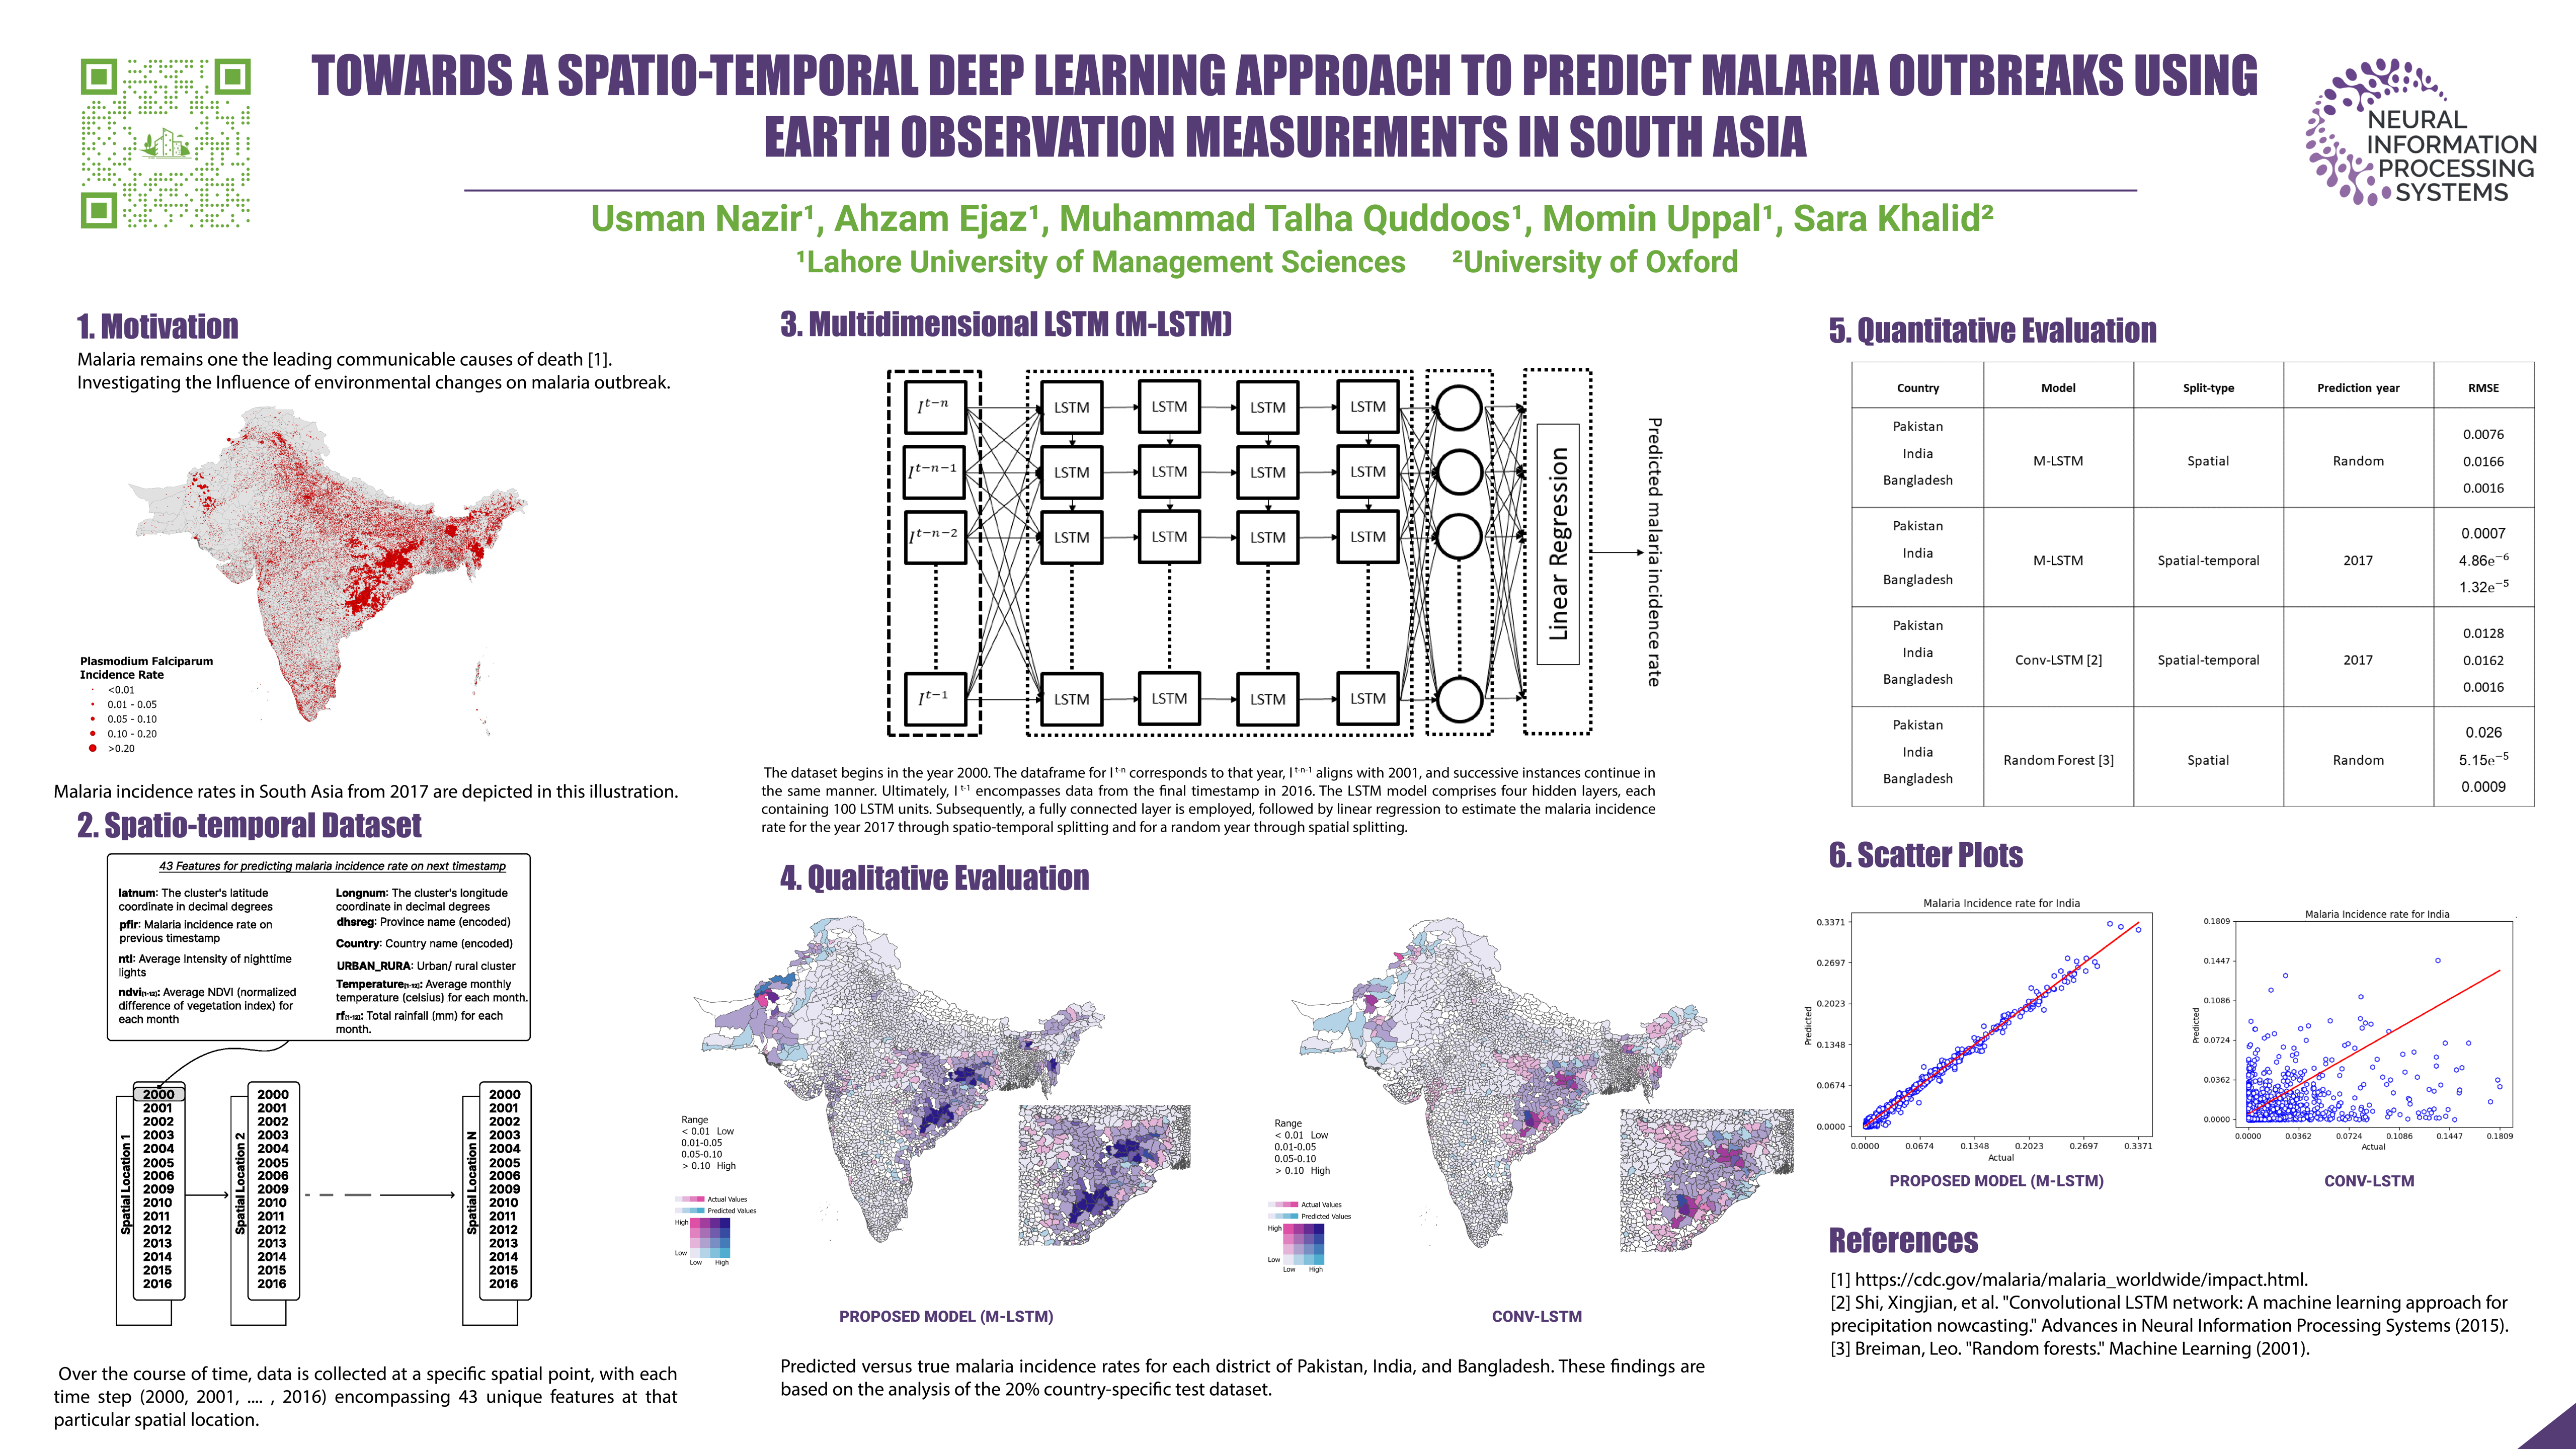 TOWARDS A SPATIO-TEMPORAL DEEP LEARNING APPROACH TO PREDICT MALARIA OUTBREAKS USING
EARTH OBSERVATION MEASUREMENTS IN SOUTH ASIA
NEURAL
INFORMATION
PROCESSING
SYSTEMS
Usman Nazir¹, Ahzam Ejaz¹, Muhammad Talha Quddoos¹, Momin Uppal¹, Sara Khalid²
¹Lahore University of Management Sciences ²University of Oxford
1. Motivation
Malaria remains one the leading communicable causes of death [1].
Investigating the Influence of environmental changes on malaria outbreak.
Plasmodium Falciparum
Incidence Rate
<0.01
0.01 - 0.05
0.05 - 0.10
0.10 - 0.20
>0.20
Malaria incidence rates in South Asia from 2017 are depicted in this illustration.
2. Spatio-temporal Dataset
43 Features for predicting malaria incidence rate on next timestamp
latnum: The cluster's latitude
coordinate in decimal degrees
pfir: Malaria incidence rate on
previous timestamp
ntl: Average Intensity of nighttime
lights
ndvi[1-12]: Average NDVI (normalized
difference of vegetation index) for
each month
Longnum: The cluster's longitude
coordinate in decimal degrees
dhsreg: Province name (encoded)
Country: Country name (encoded)
URBAN_RURA: Urban/ rural cluster
Temperature[1-12]: Average monthly
temperature (celsius) for each month.
rf[1-12]: Total rainfall (mm) for each
month.
Spatial Location 1
2000
2001
2002
2003
2004
2005
2006
2009
2010
2011
2012
2013
2014
2015
2016
Spatial Location 2
2000
2001
2002
2003
2004
2005
2006
2009
2010
2011
2012
2013
2014
2015
2016
Spatial Location N
2000
2001
2002
2003
2004
2005
2006
2009
2010
2011
2012
2013
2014
2015
2016
Over the course of time, data is collected at a specific spatial point, with each
time step (2000, 2001, .... , 2016) encompassing 43 unique features at that
particular spatial location.
3. Multidimensional LSTM (M-LSTM)
I^{t-n} LSTM LSTM LSTM LSTM
I^{t-n-1} LSTM LSTM LSTM LSTM
I^{t-n-2} LSTM LSTM LSTM LSTM
I^{t-1} LSTM LSTM LSTM LSTM
Linear Regression
Predicted malaria incidence rate
The dataset begins in the year 2000. The dataframe for I^{t-n} corresponds to that year, I^{t-n-1} aligns with 2001, and successive instances continue in
the same manner. Ultimately, I^{t-1} encompasses data from the final timestamp in 2016. The LSTM model comprises four hidden layers, each
containing 100 LSTM units. Subsequently, a fully connected layer is employed, followed by linear regression to estimate the malaria incidence
rate for the year 2017 through spatio-temporal splitting and for a random year through spatial splitting.
4. Qualitative Evaluation
Range
< 0.01 Low
0.01-0.05
0.05-0.10
> 0.10 High
Actual Values
Predicted Values
High
Low
Low High
PROPOSED MODEL (M-LSTM)
Range
< 0.01 Low
0.01-0.05
0.05-0.10
> 0.10 High
Actual Values
Predicted Values
High
Low
Low High
CONV-LSTM
Predicted versus true malaria incidence rates for each district of Pakistan, India, and Bangladesh. These findings are
based on the analysis of the 20% country-specific test dataset.
5. Quantitative Evaluation
Country Model Split-type Prediction year RMSE
Pakistan 0.0076
India M-LSTM Spatial Random 0.0166
Bangladesh 0.0016
Pakistan 0.0007
India M-LSTM Spatial-temporal 2017 4.86e⁻⁶
Bangladesh 1.32e⁻⁵
Pakistan 0.0128
India Conv-LSTM [2] Spatial-temporal 2017 0.0162
Bangladesh 0.0016
Pakistan 0.026
India Random Forest [3] Spatial Random 5.15e⁻⁵
Bangladesh 0.0009
6. Scatter Plots
Malaria Incidence rate for India
Predicted
0.3371
0.2697
0.2023
0.1348
0.0674
0.0000
0.0000 0.0674 0.1348 0.2023 0.2697 0.3371
Actual
PROPOSED MODEL (M-LSTM)
Malaria Incidence rate for India
Predicted
0.1809
0.1447
0.1086
0.0724
0.0362
0.0000
0.0000 0.0362 0.0724 0.1086 0.1447 0.1809
Actual
CONV-LSTM
References
[1] https://cdc.gov/malaria/malaria_worldwide/impact.html.
[2] Shi, Xingjian, et al. "Convolutional LSTM network: A machine learning approach for
precipitation nowcasting." Advances in Neural Information Processing Systems (2015).
[3] Breiman, Leo. "Random forests." Machine Learning (2001).